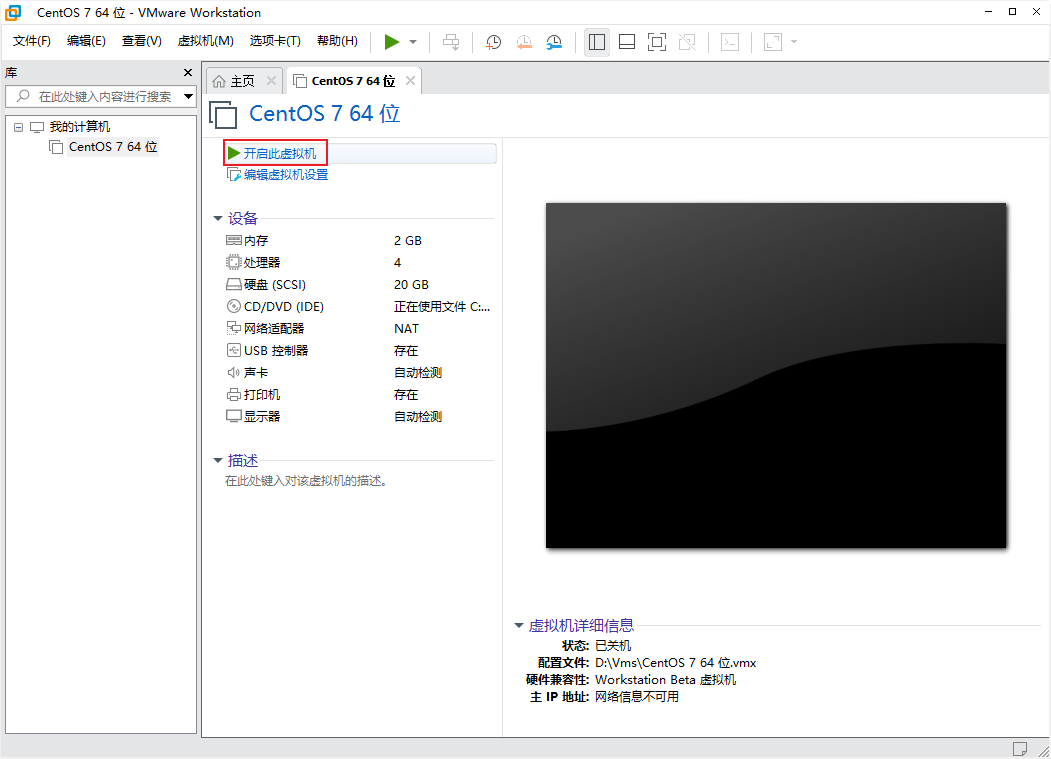 CentOS 7 64 位 - VMware Workstation
文件(F) 编辑(E) 查看(V) 虚拟机(M) 选项卡(T) 帮助(H)
库
在此处键入内容进行搜索
我的计算机
CentOS 7 64 位
主页
CentOS 7 64 位
CentOS 7 64 位
开启此虚拟机
编辑虚拟机设置
设备
内存 2 GB
处理器 4
硬盘 (SCSI) 20 GB
CD/DVD (IDE) 正在使用文件 C:...
网络适配器 NAT
USB 控制器 存在
声卡 自动检测
打印机 存在
显示器 自动检测
描述
在此处键入对该虚拟机的描述。
虚拟机详细信息
状态: 已关机
配置文件: D:\Vms\CentOS 7 64 位.vmx
硬件兼容性: Workstation Beta 虚拟机
主 IP 地址: 网络信息不可用